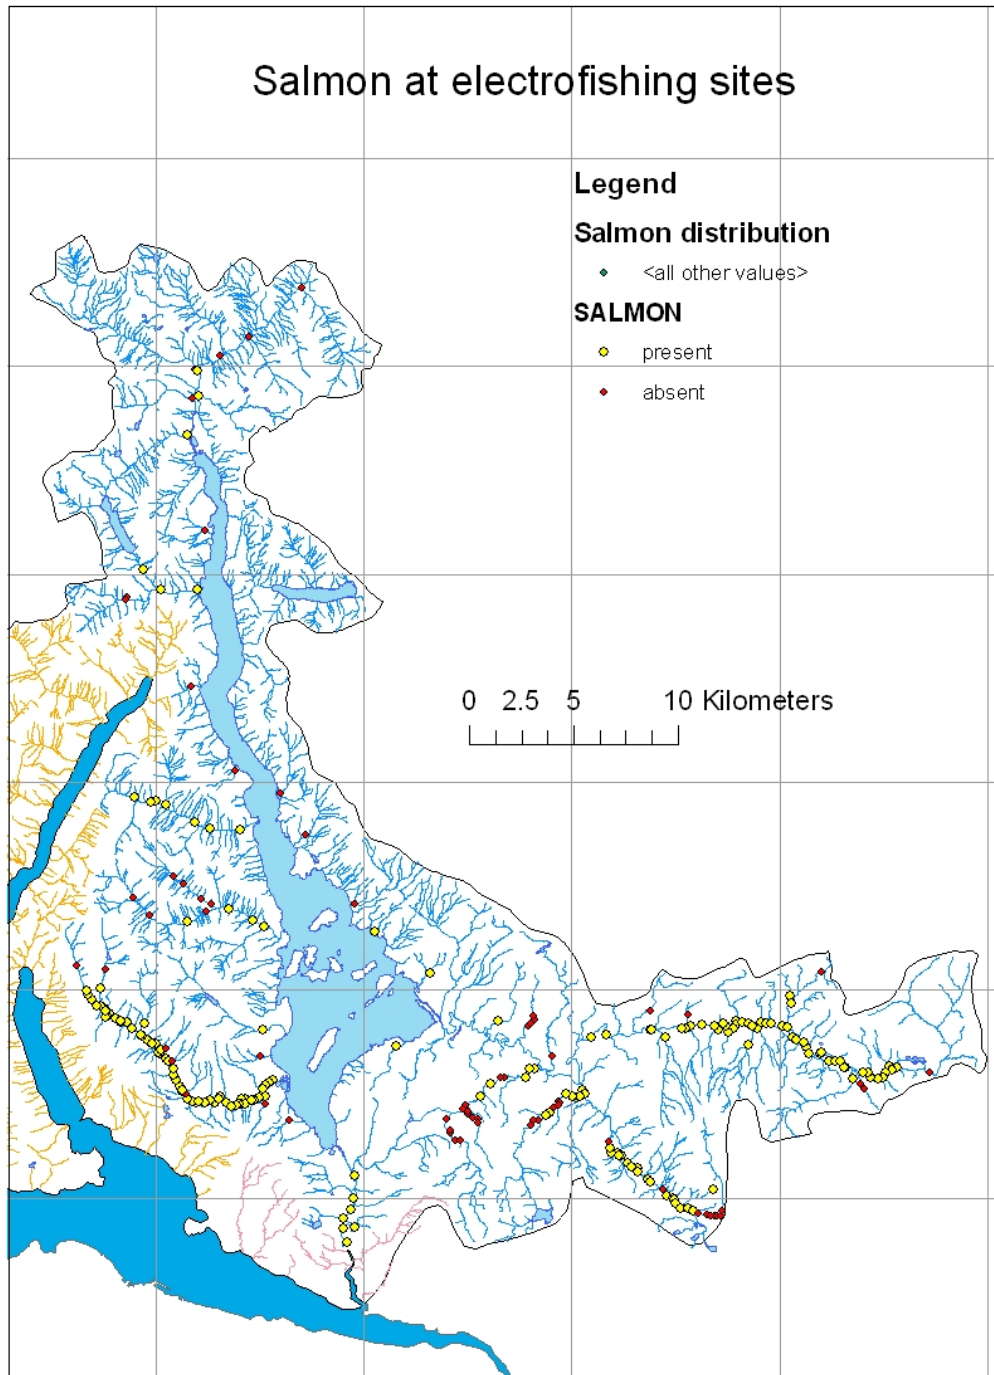 Salmon at electrofishing sites
Legend
Salmon distribution
<all other values>
SALMON
present
absent
0 2.5 5 10 Kilometers